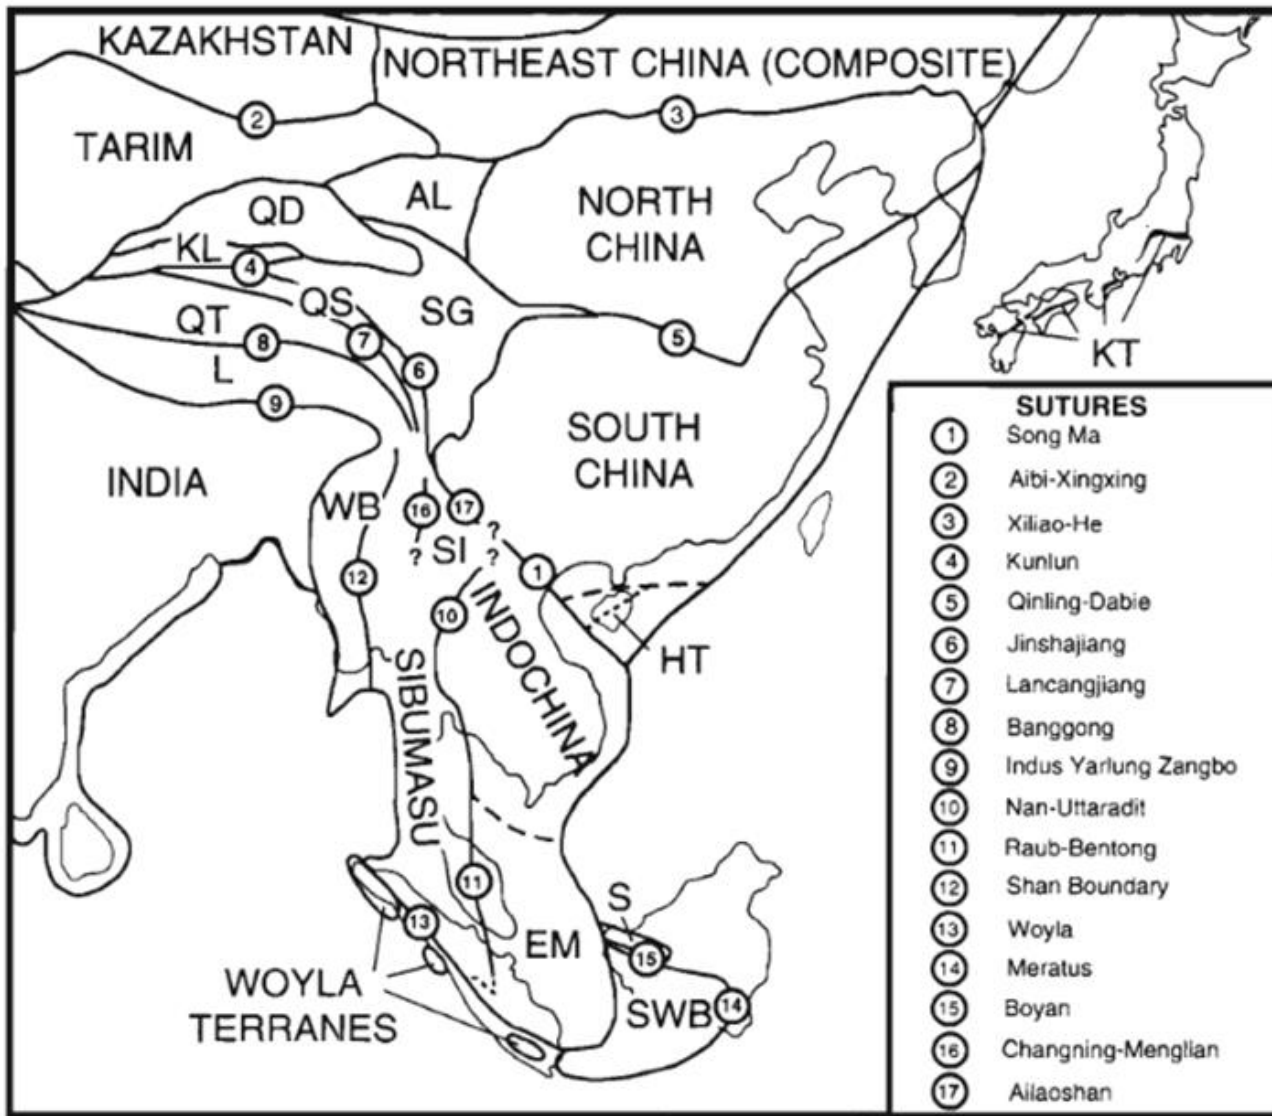 KAZAKHSTAN
NORTHEAST CHINA (COMPOSITE)
2
3
TARIM
QD
AL
NORTH
CHINA
KL
4
QS
SG
QT
8
7
5
KT
L
6
9
SOUTH
CHINA
INDIA
WB
16
17
?
?
SI
?
?
12
1
10
INDOCHINA
HT
SIBUMASU
11
S
13
EM
15
WOYLA
TERRANES
SWB
14
SUTURES
1 Song Ma
2 Aibi-Xingxing
3 Xiliao-He
4 Kunlun
5 Qinling-Dabie
6 Jinshajiang
7 Lancangjiang
8 Banggong
9 Indus Yarlung Zangbo
10 Nan-Uttaradit
11 Raub-Bentong
12 Shan Boundary
13 Woyla
14 Meratus
15 Boyan
16 Changning-Menglian
17 Ailaoshan